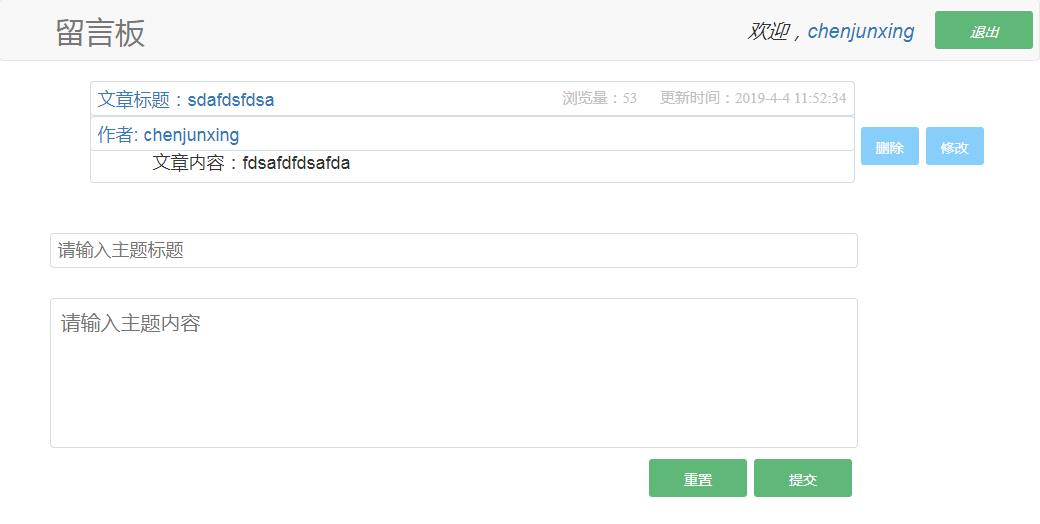 留言板 欢迎，chenjunxing 退出
文章标题：sdafdsfdsa 浏览量：53 更新时间：2019-4-4 11:52:34
作者: chenjunxing
删除 修改
文章内容：fdsafdfdsafda
请输入主题标题
请输入主题内容
重置 提交